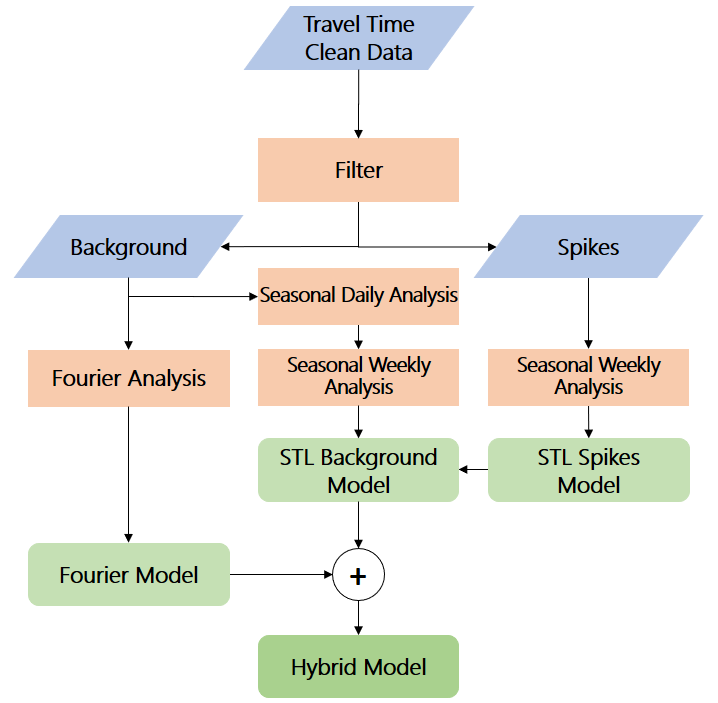 Travel Time
Clean Data
Filter
Background
Spikes
Seasonal Daily Analysis
Fourier Analysis
Seasonal Weekly
Analysis
Seasonal Weekly
Analysis
STL Background
Model
STL Spikes
Model
Fourier Model
+
Hybrid Model